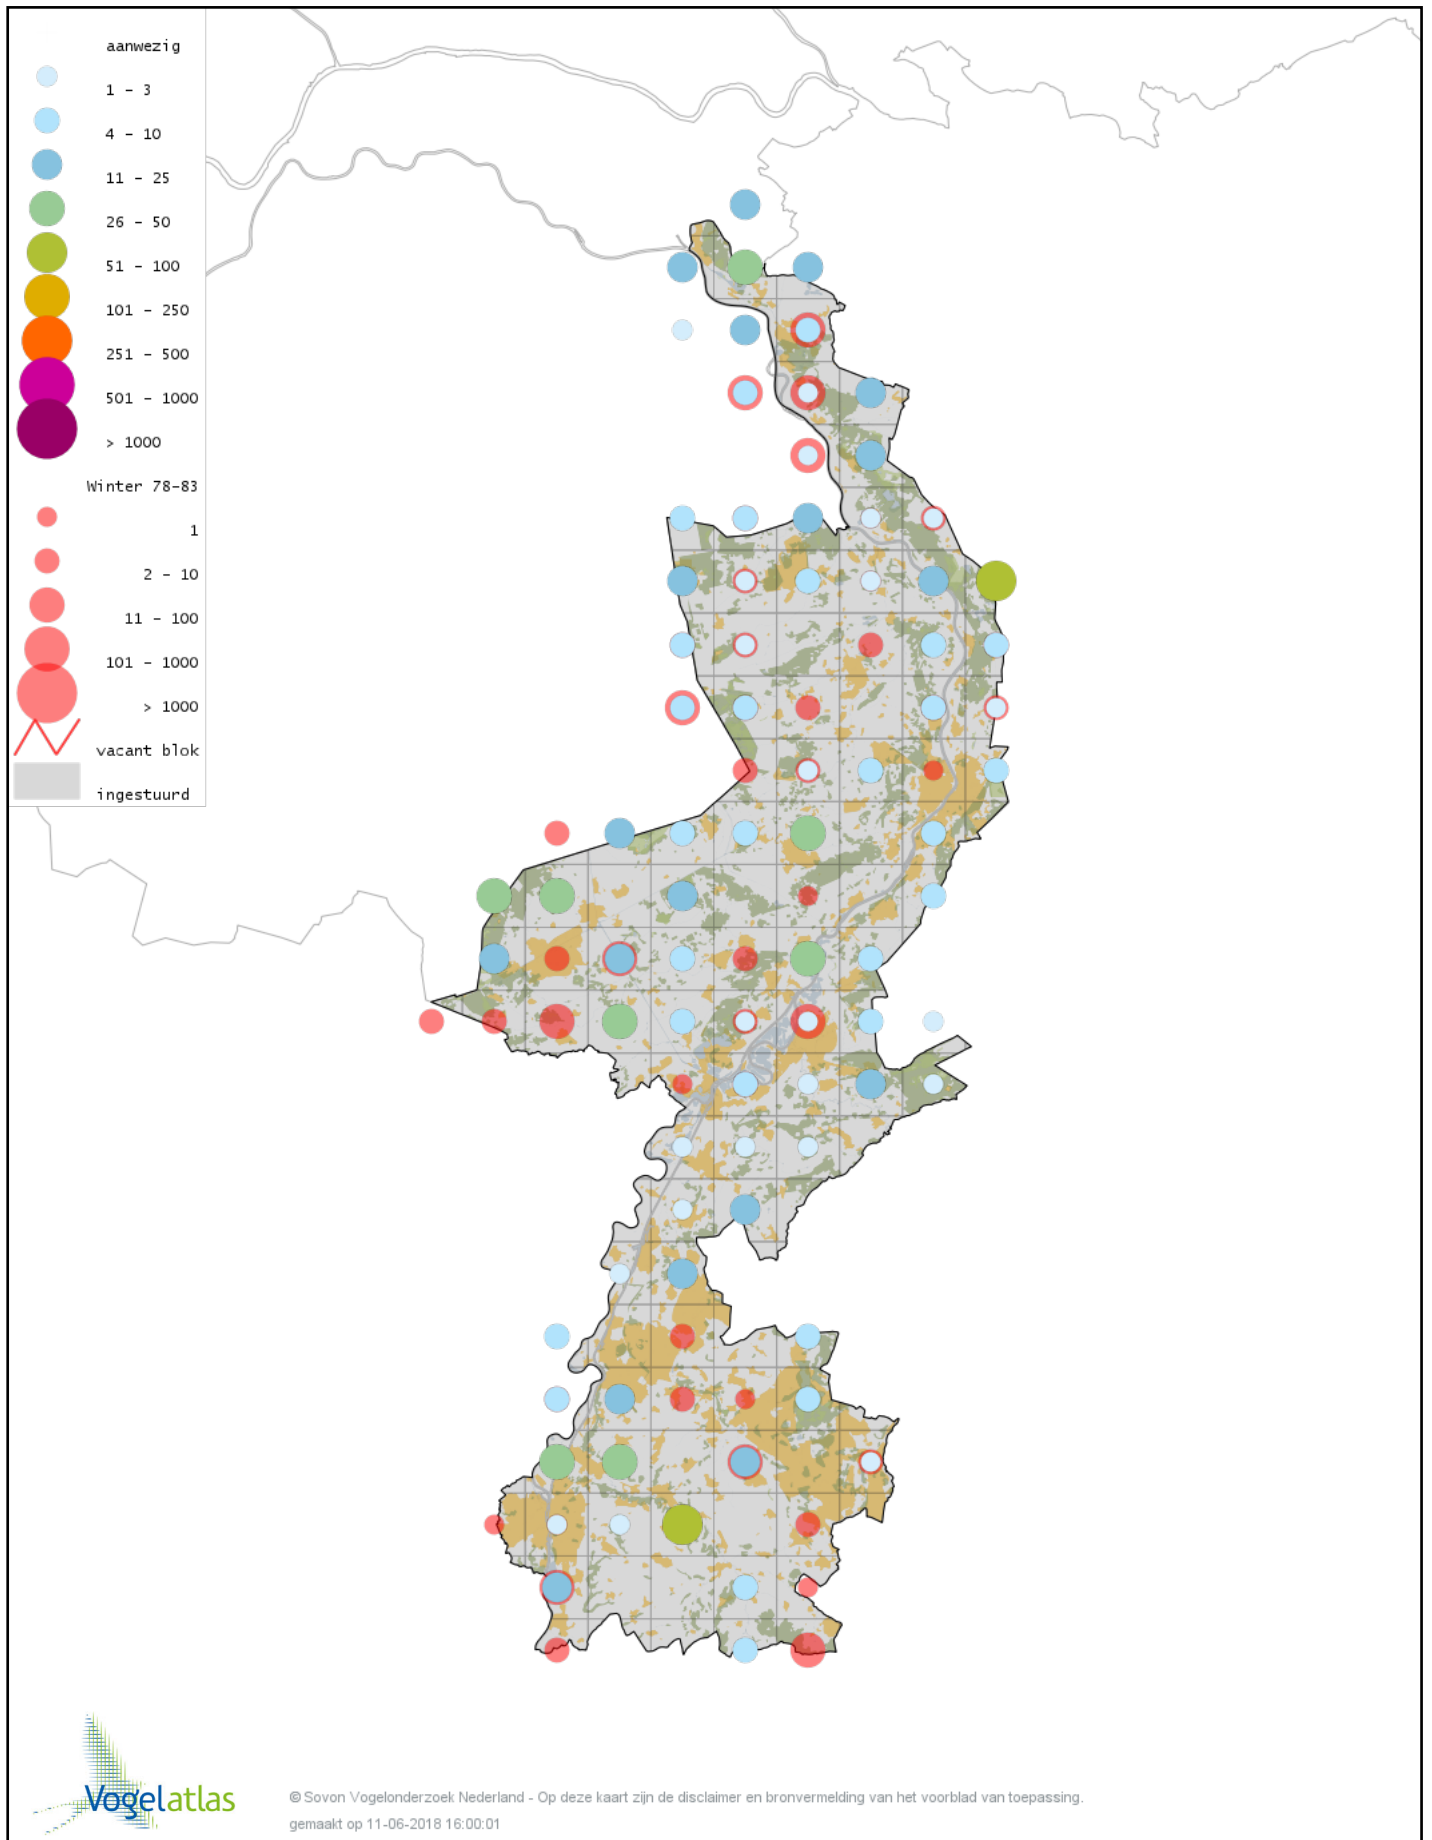 aanwezig
1 - 3
4 - 10
11 - 25
26 - 50
51 - 100
101 - 250
251 - 500
501 - 1000
> 1000
Winter 78-83
1
2 - 10
11 - 100
101 - 1000
> 1000
vacant blok
ingestuurd
Vogelatlas
© Sovon Vogelonderzoek Nederland - Op deze kaart zijn de disclaimer en bronvermelding van het voorblad van toepassing.
gemaakt op 11-06-2018 16:00:01